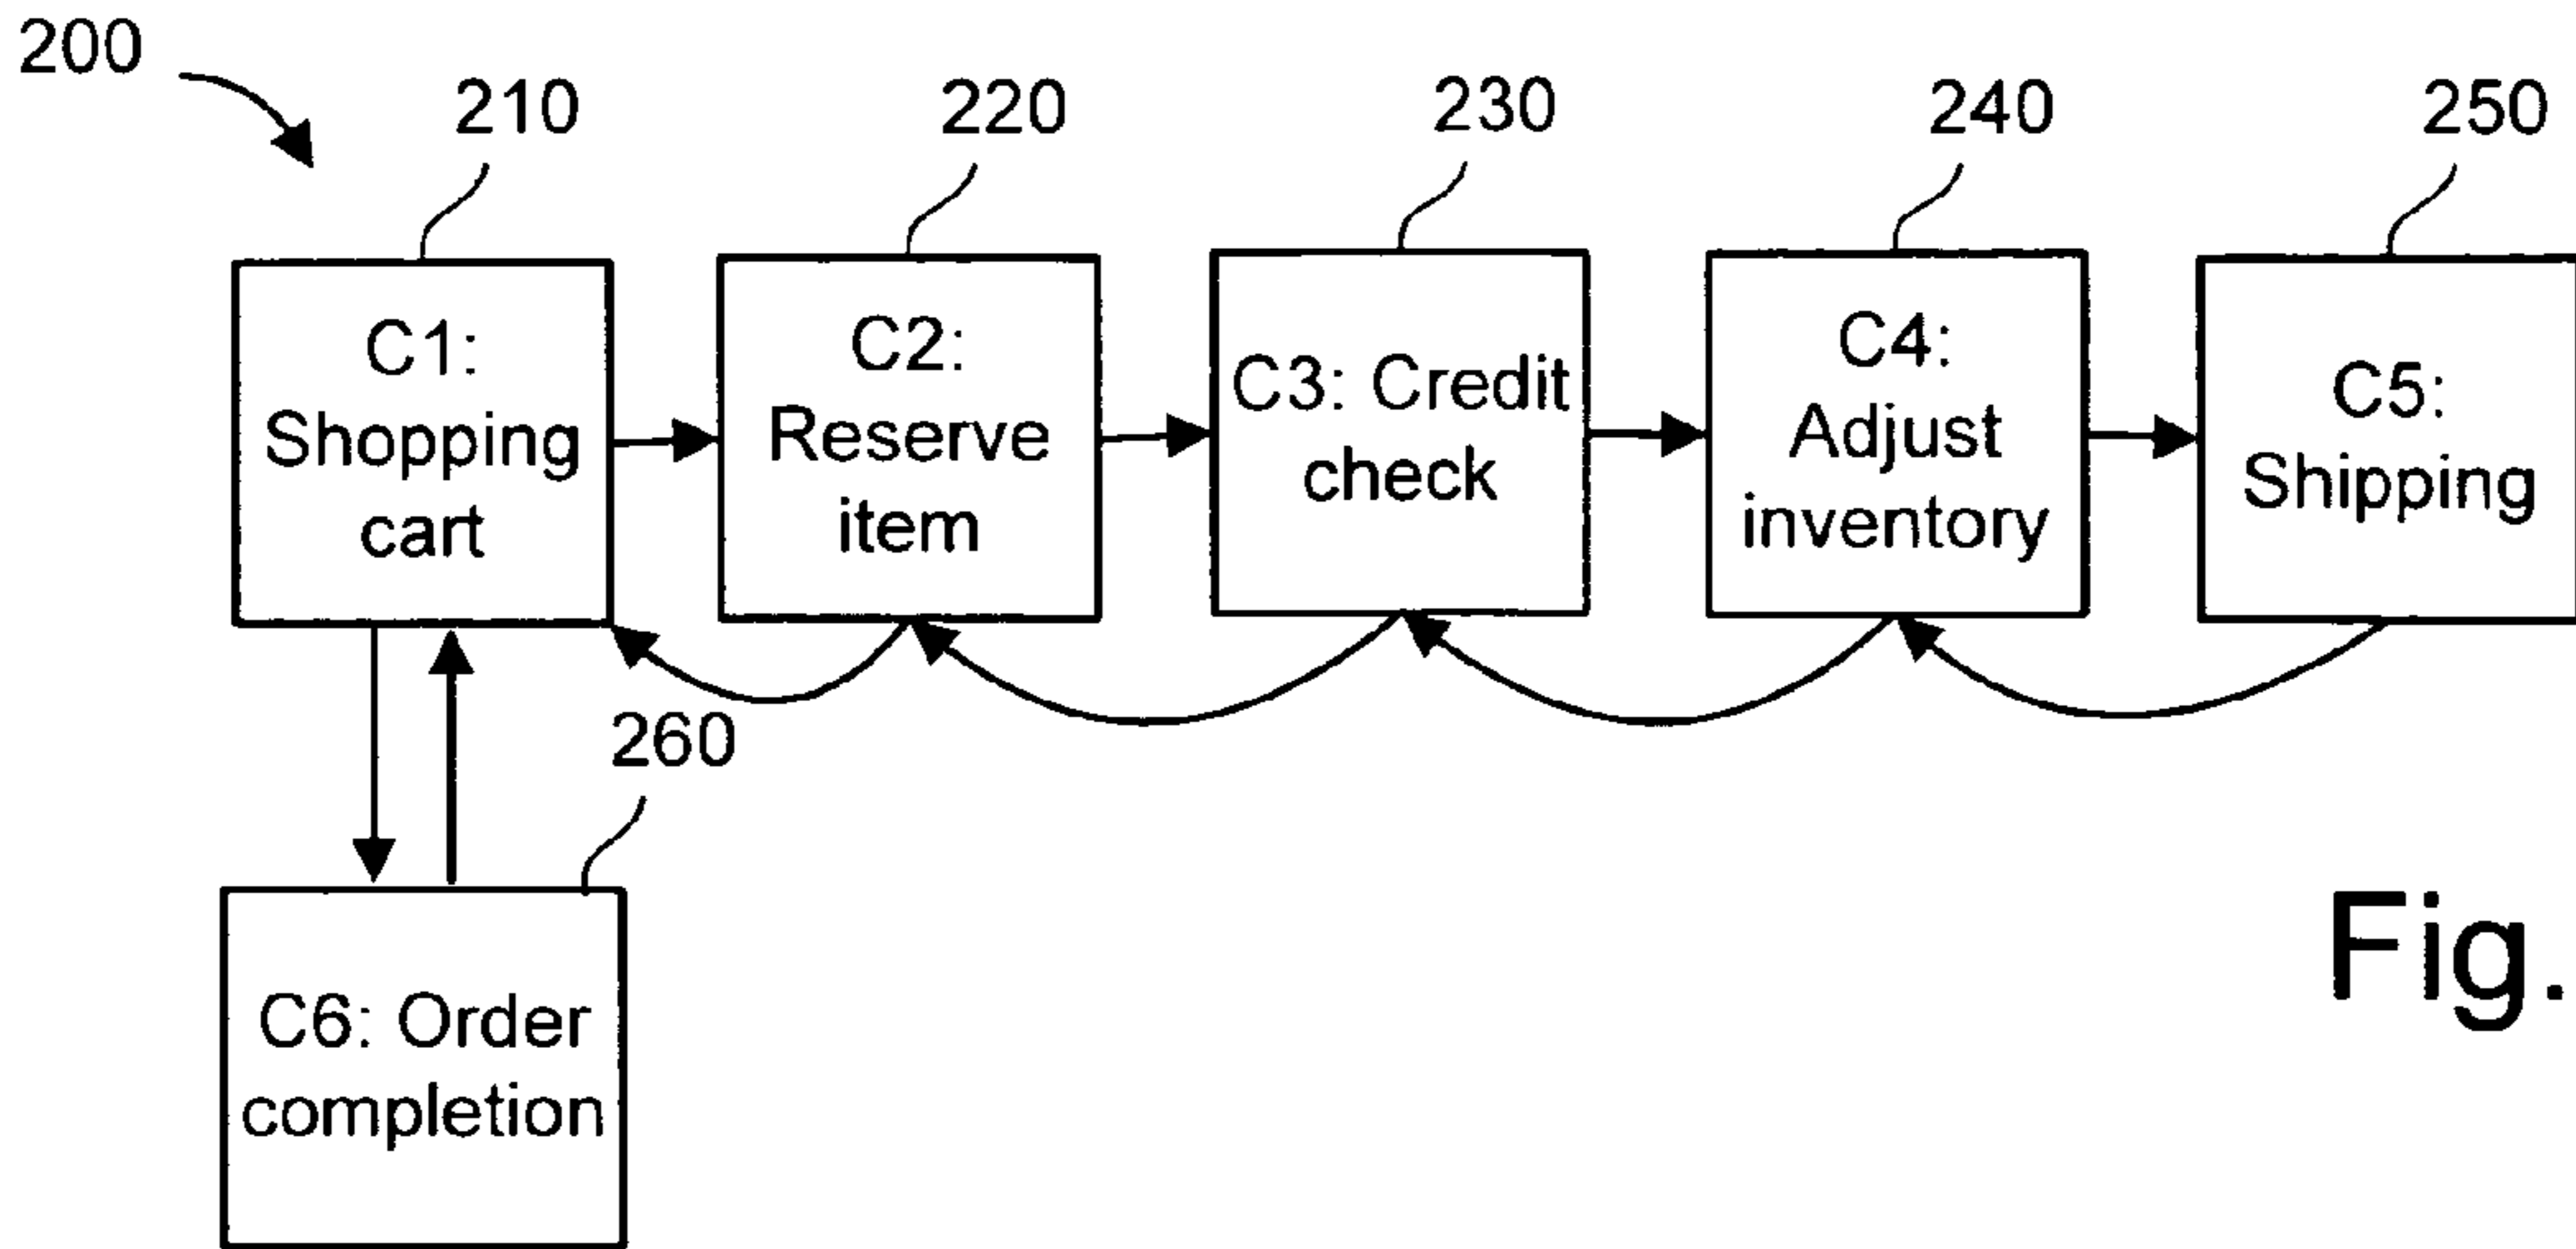 200
210
220
230
240
250
C1:
Shopping
cart
C2:
Reserve
item
C3: Credit
check
C4:
Adjust
inventory
C5:
Shipping
260
C6: Order
completion
Fig.